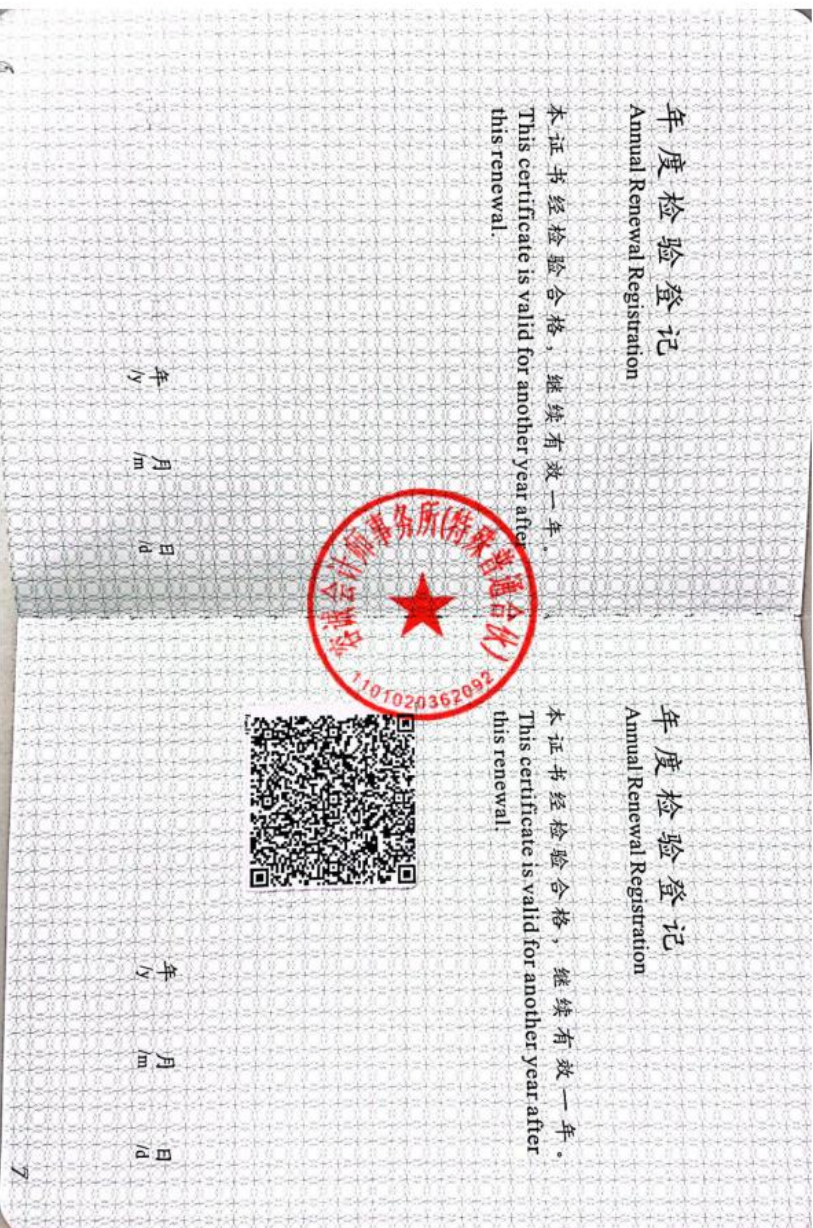 年度检验登记
Annual Renewal Registration
本证书经检验合格，继续有效一年。
This certificate is valid for another year after
this renewal.
年 月 日
/y /m /d
6
容诚会计师事务所(特殊普通合伙)
1101020362092
年度检验登记
Annual Renewal Registration
本证书经检验合格，继续有效一年。
This certificate is valid for another year after
this renewal.
年 月 日
/y /m /d
7